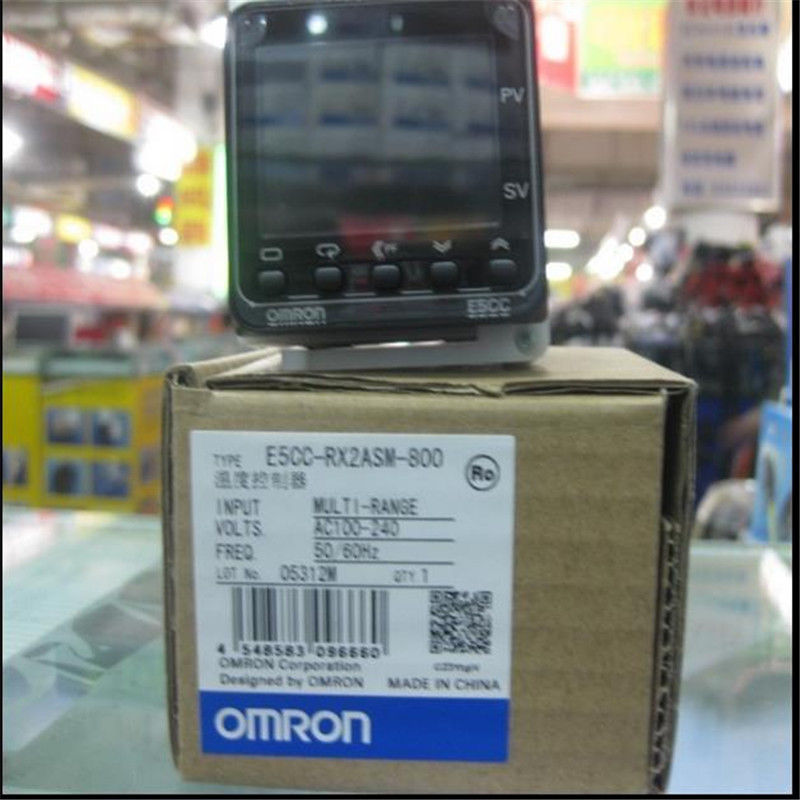 PV
SV
PF
OMRON E5CC
TYPE E5CC-RX2ASM-800
温度控制器
Ro
INPUT MULTI-RANGE
VOLTS. AC100-240
FREQ. 50/60Hz
LOT No. 05312M QTY.1
4 548583 096660
OMRON Corporation
Designed by OMRON MADE IN CHINA
OMRON